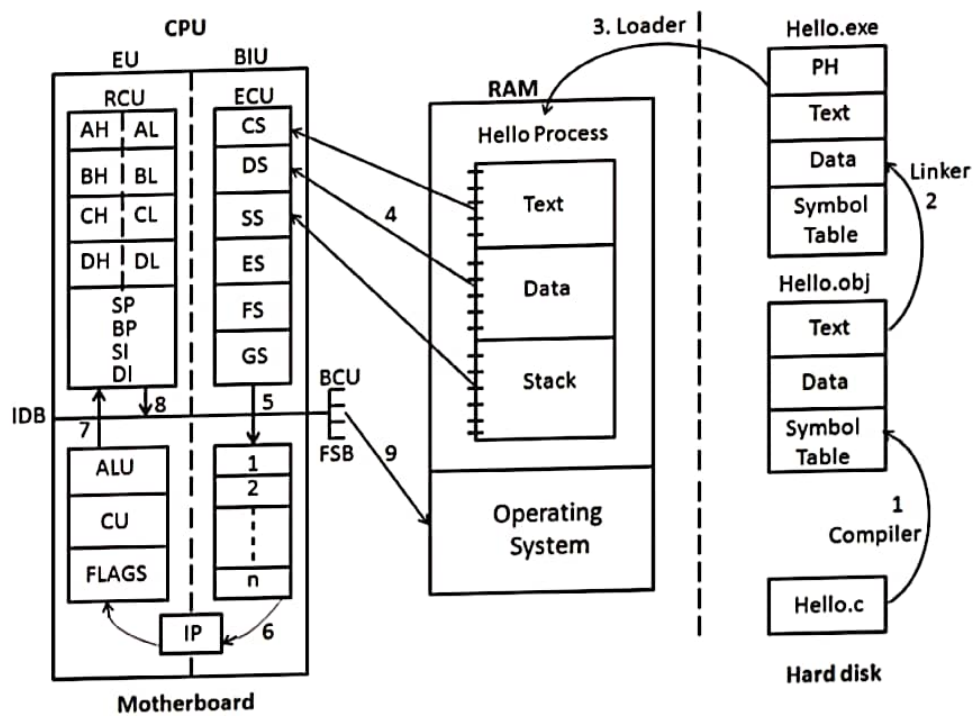 CPU
EU
BIU
RCU
ECU
AH AL
BH BL
CH CL
DH DL
SP
BP
SI
DI
CS
DS
SS
ES
FS
GS
IDB
7
8
5
BCU
FSB
9
ALU
CU
FLAGS
1
2
n
IP
6
Motherboard
3. Loader
RAM
Hello Process
Text
Data
Stack
4
Operating
System
Hello.exe
PH
Text
Data
Symbol
Table
Linker
2
Hello.obj
Text
Data
Symbol
Table
1
Compiler
Hello.c
Hard disk